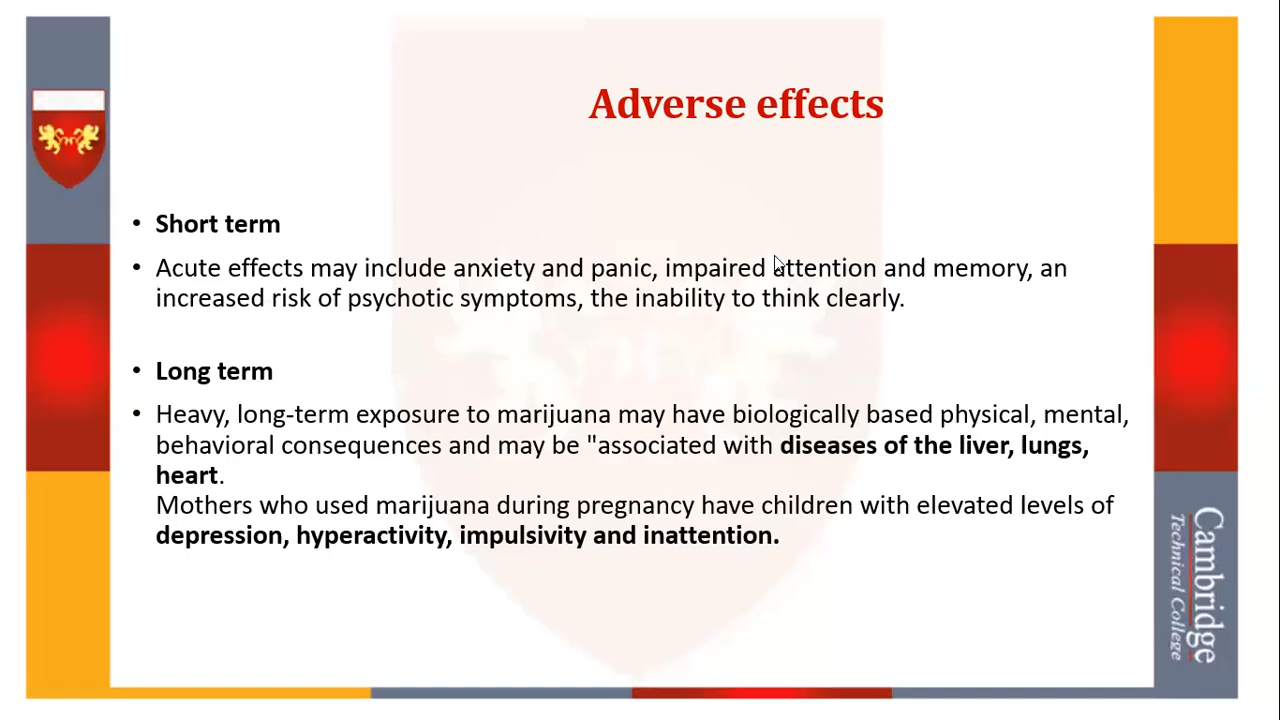 Adverse effects
• Short term
• Acute effects may include anxiety and panic, impaired attention and memory, an
increased risk of psychotic symptoms, the inability to think clearly.
• Long term
• Heavy, long-term exposure to marijuana may have biologically based physical, mental,
behavioral consequences and may be "associated with diseases of the liver, lungs,
heart.
Mothers who used marijuana during pregnancy have children with elevated levels of
depression, hyperactivity, impulsivity and inattention.
Cambridge
Technical College